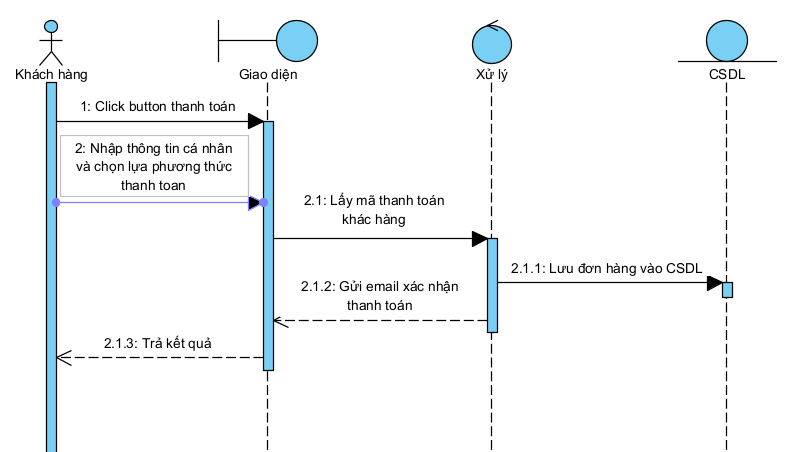 Khách hàng
Giao diện
Xử lý
CSDL
1: Click button thanh toán
2: Nhập thông tin cá nhân
và chọn lựa phương thức
thanh toan
2.1: Lấy mã thanh toán
khác hàng
2.1.1: Lưu đơn hàng vào CSDL
2.1.2: Gửi email xác nhận
thanh toán
2.1.3: Trả kết quả